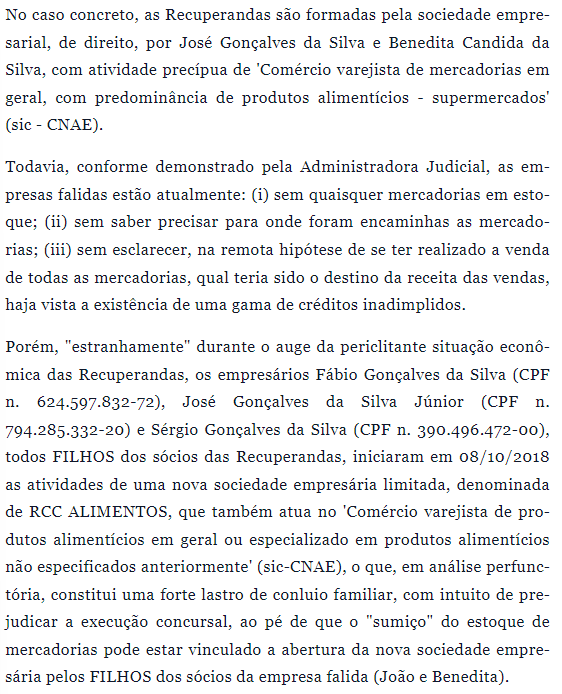 No caso concreto, as Recuperandas são formadas pela sociedade empre-
sarial, de direito, por José Gonçalves da Silva e Benedita Candida da
Silva, com atividade precípua de 'Comércio varejista de mercadorias em
geral, com predominância de produtos alimentícios - supermercados'
(sic - CNAE).
Todavia, conforme demonstrado pela Administradora Judicial, as em-
presas falidas estão atualmente: (i) sem quaisquer mercadorias em esto-
que; (ii) sem saber precisar para onde foram encaminhas as mercado-
rias; (iii) sem esclarecer, na remota hipótese de se ter realizado a venda
de todas as mercadorias, qual teria sido o destino da receita das vendas,
haja vista a existência de uma gama de créditos inadimplidos.
Porém, "estranhamente" durante o auge da periclitante situação econô-
mica das Recuperandas, os empresários Fábio Gonçalves da Silva (CPF
n. 624.597.832-72), José Gonçalves da Silva Júnior (CPF n.
794.285.332-20) e Sérgio Gonçalves da Silva (CPF n. 390.496.472-00),
todos FILHOS dos sócios das Recuperandas, iniciaram em 08/10/2018
as atividades de uma nova sociedade empresária limitada, denominada
de RCC ALIMENTOS, que também atua no 'Comércio varejista de pro-
dutos alimentícios em geral ou especializado em produtos alimentícios
não especificados anteriormente' (sic-CNAE), o que, em análise perfunc-
tória, constitui uma forte lastro de conluio familiar, com intuito de pre-
judicar a execução concursal, ao pé de que o "sumiço" do estoque de
mercadorias pode estar vinculado a abertura da nova sociedade empre-
sária pelos FILHOS dos sócios da empresa falida (João e Benedita).